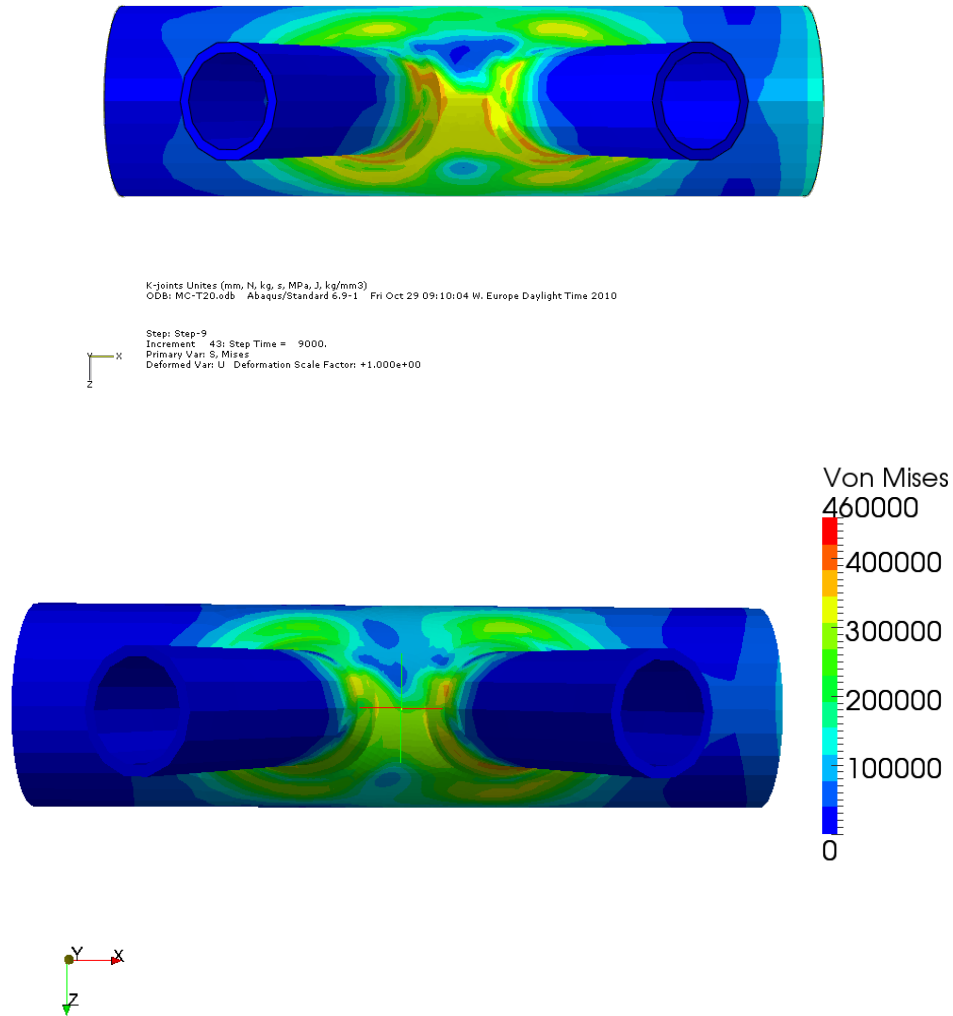 K-joints Unites (mm, N, kg, s, MPa, J, kg/mm3)
ODB: MC-T20.odb Abaqus/Standard 6.9-1 Fri Oct 29 09:10:04 W. Europe Daylight Time 2010
Step: Step-9
Increment 43: Step Time = 9000.
Primary Var: S, Mises
Deformed Var: U Deformation Scale Factor: +1.000e+00
Y X
Z
Von Mises
460000
400000
300000
200000
100000
0
Y X
Z